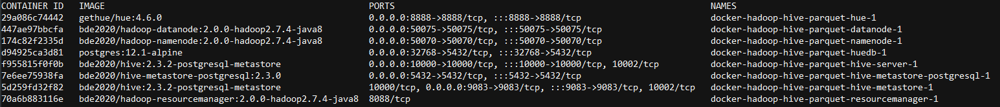 CONTAINER ID IMAGE PORTS NAMES
29a086c74442 gethue/hue:4.6.0 0.0.0.0:8888->8888/tcp, :::8888->8888/tcp docker-hadoop-hive-parquet-hue-1
447ae97bbcfa bde2020/hadoop-datanode:2.0.0-hadoop2.7.4-java8 0.0.0.0:50075->50075/tcp, :::50075->50075/tcp docker-hadoop-hive-parquet-datanode-1
174c82f2335d bde2020/hadoop-namenode:2.0.0-hadoop2.7.4-java8 0.0.0.0:50070->50070/tcp, :::50070->50070/tcp docker-hadoop-hive-parquet-namenode-1
d94925ca3d81 postgres:12.1-alpine 0.0.0.0:32768->5432/tcp, :::32768->5432/tcp docker-hadoop-hive-parquet-huedb-1
f955815f0f0b bde2020/hive:2.3.2-postgresql-metastore 0.0.0.0:10000->10000/tcp, :::10000->10000/tcp, 10002/tcp docker-hadoop-hive-parquet-hive-server-1
7e6ee75938fa bde2020/hive-metastore-postgresql:2.3.0 0.0.0.0:5432->5432/tcp, :::5432->5432/tcp docker-hadoop-hive-parquet-hive-metastore-postgresql-1
5d259fd32f82 bde2020/hive:2.3.2-postgresql-metastore 10000/tcp, 0.0.0.0:9083->9083/tcp, :::9083->9083/tcp, 10002/tcp docker-hadoop-hive-parquet-hive-metastore-1
70a6b883116e bde2020/hadoop-resourcemanager:2.0.0-hadoop2.7.4-java8 8088/tcp docker-hadoop-hive-parquet-resourcemanager-1